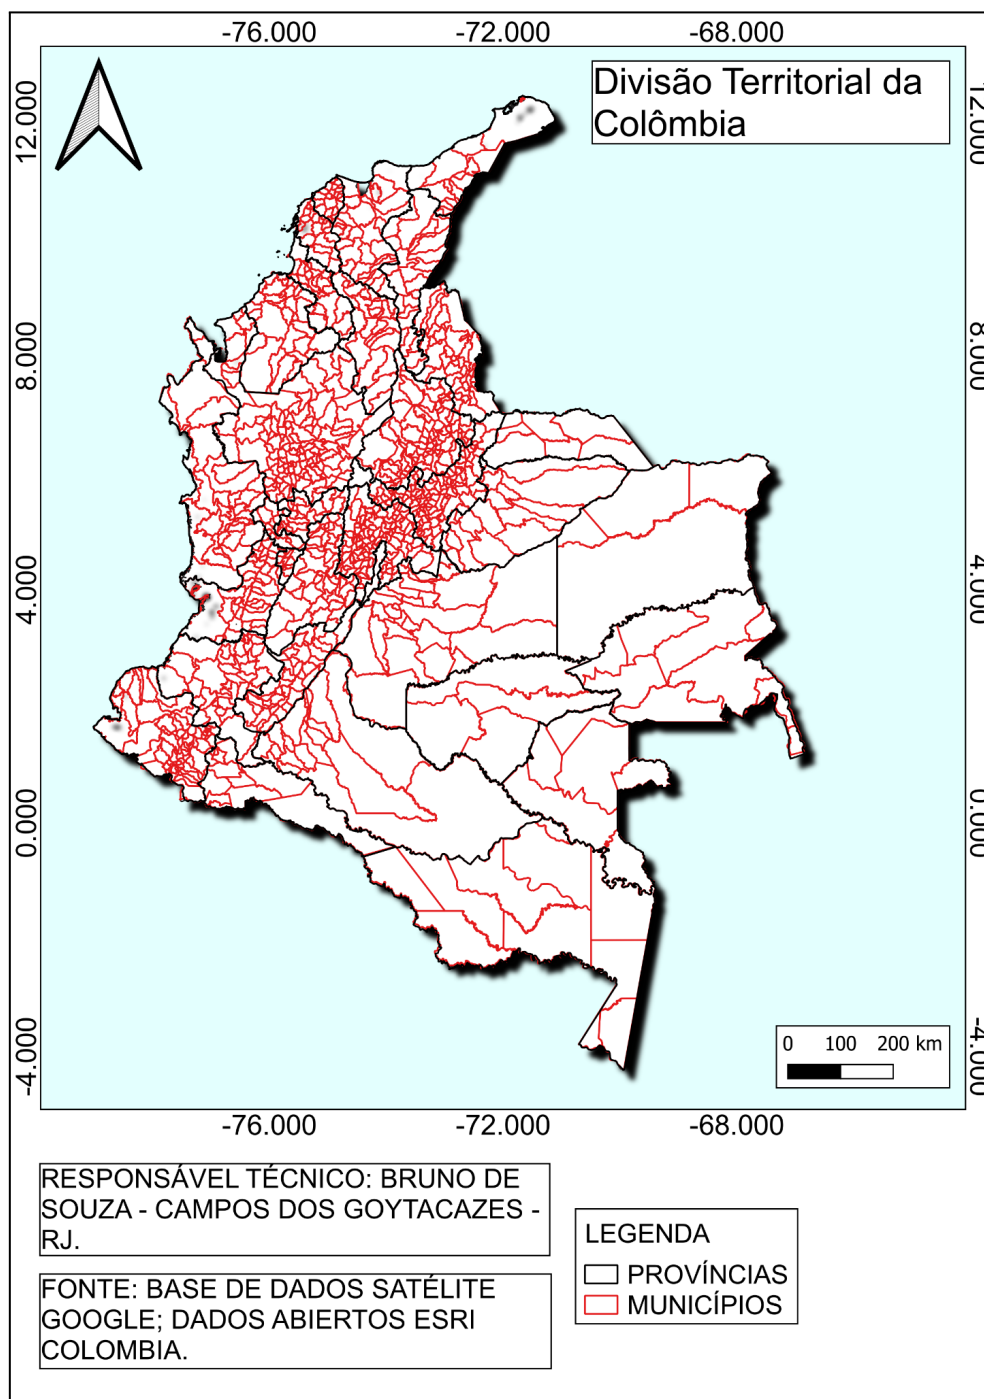 -76.000 -72.000 -68.000
Divisão Territorial da
Colômbia
12.000
12.000
8.000
8.000
4.000
4.000
0.000
0.000
-4.000
-4.000
0 100 200 km
-76.000 -72.000 -68.000
RESPONSÁVEL TÉCNICO: BRUNO DE
SOUZA - CAMPOS DOS GOYTACAZES -
RJ.
FONTE: BASE DE DADOS SATÉLITE
GOOGLE; DADOS ABIERTOS ESRI
COLOMBIA.
LEGENDA
PROVÍNCIAS
MUNICÍPIOS